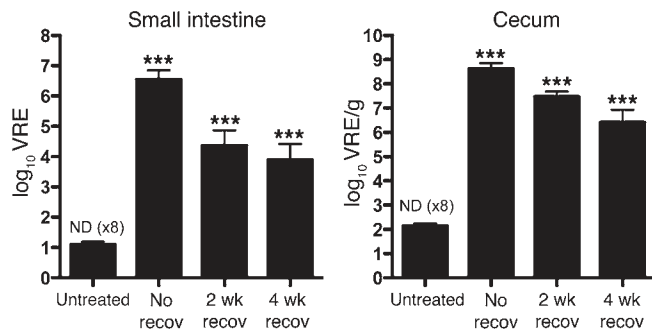 Small intestine
log10 VRE
8
7
6
5
4
3
2
1
0
***
***
***
ND (x8)
Untreated
No
recov
2 wk
recov
4 wk
recov
Cecum
log10 VRE/g
10
9
8
7
6
5
4
3
2
1
0
***
***
***
ND (x8)
Untreated
No
recov
2 wk
recov
4 wk
recov